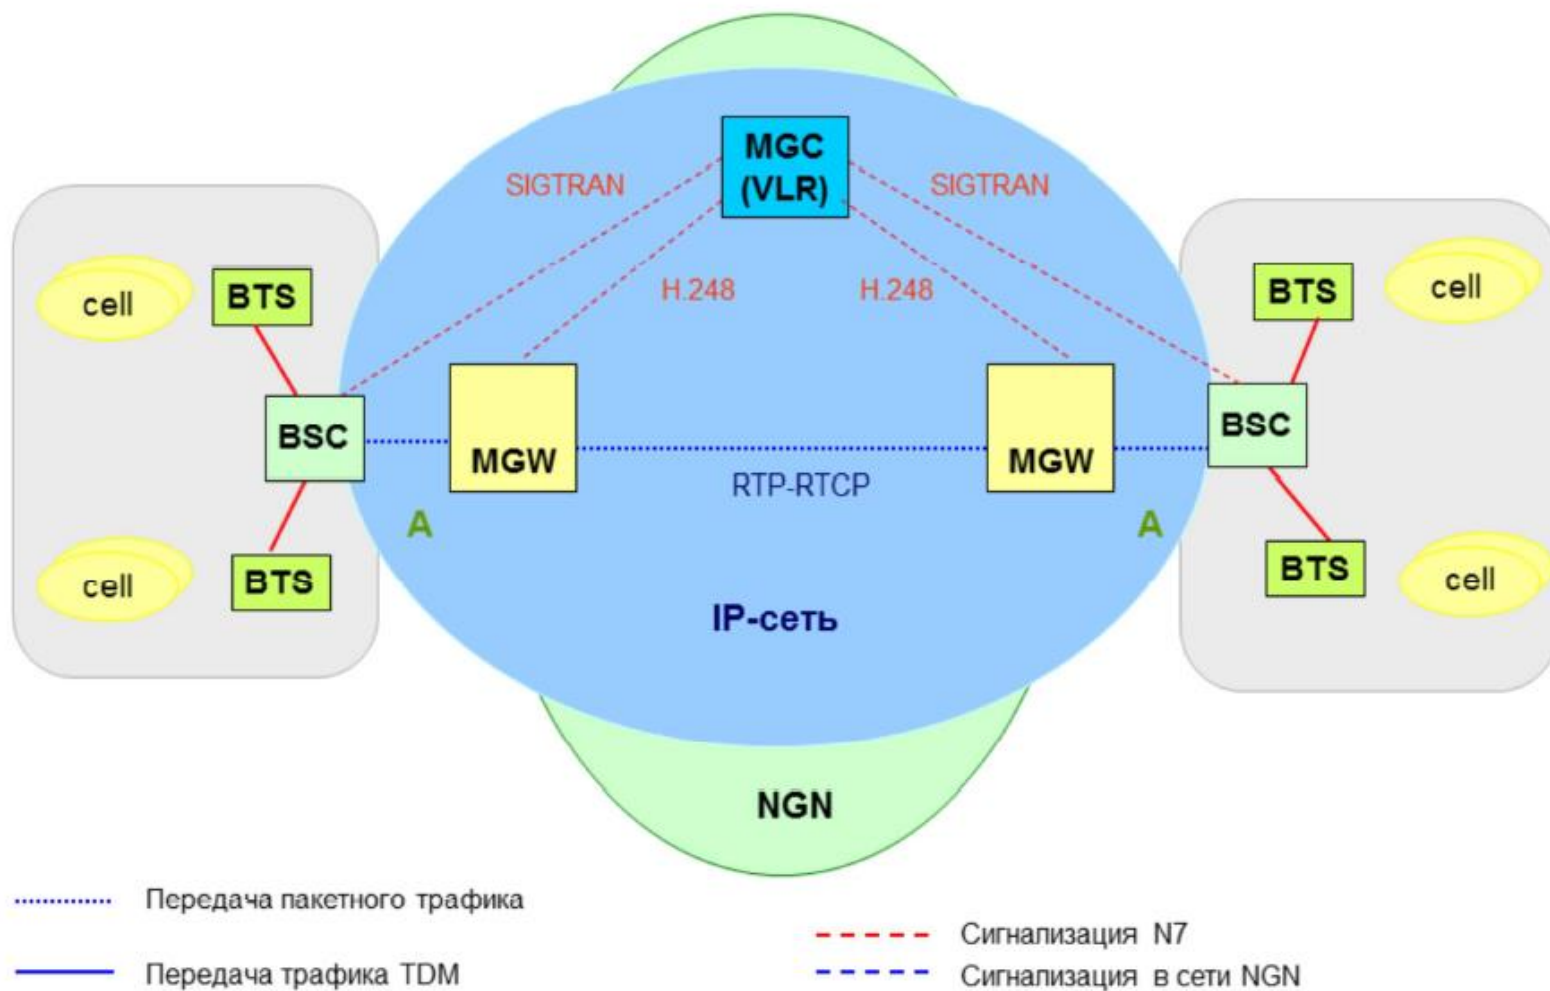 MGC
(VLR)
SIGTRAN
SIGTRAN
cell
BTS
H.248
H.248
BTS
cell
BSC
MGW
RTP-RTCP
MGW
BSC
A
A
cell
BTS
BTS
cell
IP-сеть
NGN
Передача пакетного трафика
Передача трафика TDM
Сигнализация N7
Сигнализация в сети NGN